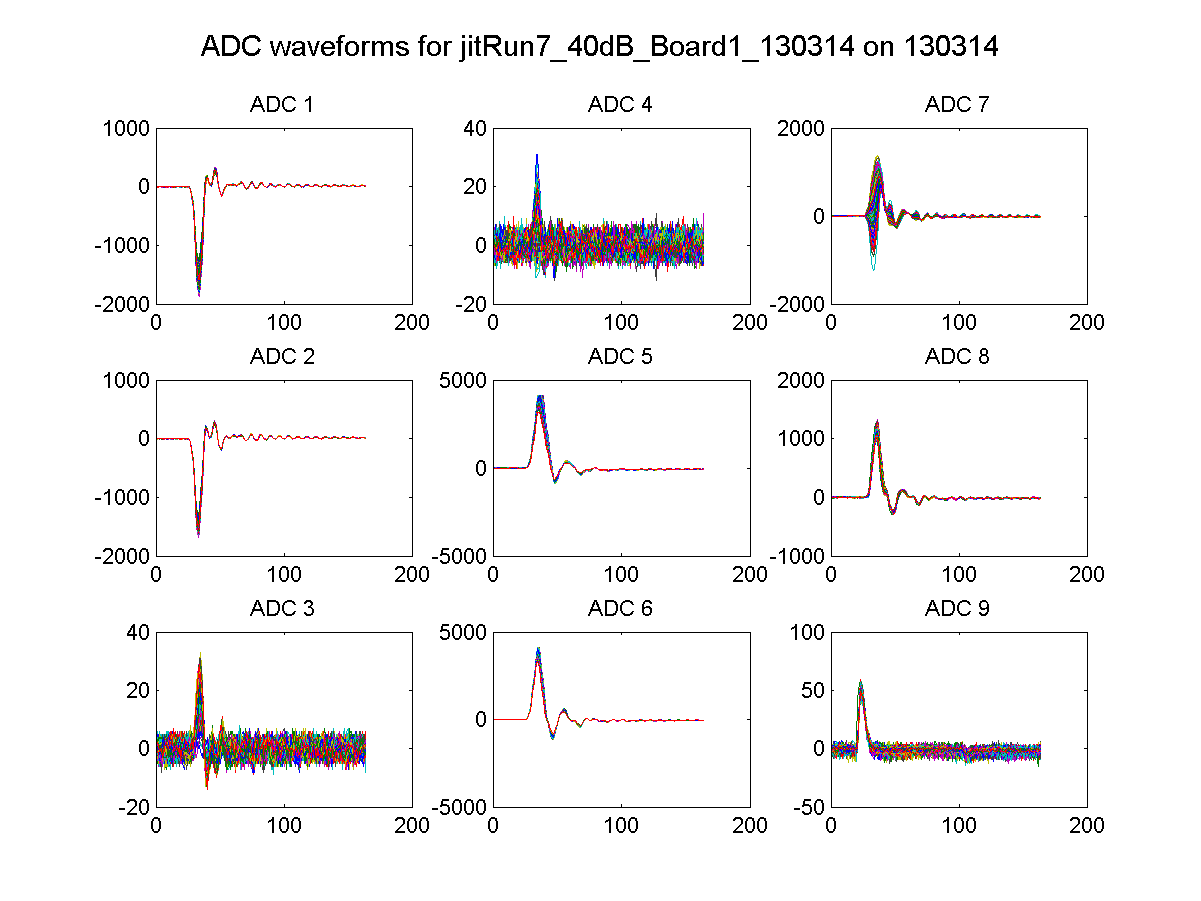 ADC waveforms for jitRun7_40dB_Board1_130314 on 130314
ADC 1
1000
0
-1000
-2000
0 100 200
ADC 4
40
20
0
-20
0 100 200
ADC 7
2000
0
-2000
0 100 200
ADC 2
1000
0
-1000
-2000
0 100 200
ADC 5
5000
0
-5000
0 100 200
ADC 8
2000
1000
0
-1000
0 100 200
ADC 3
40
20
0
-20
0 100 200
ADC 6
5000
0
-5000
0 100 200
ADC 9
100
50
0
-50
0 100 200